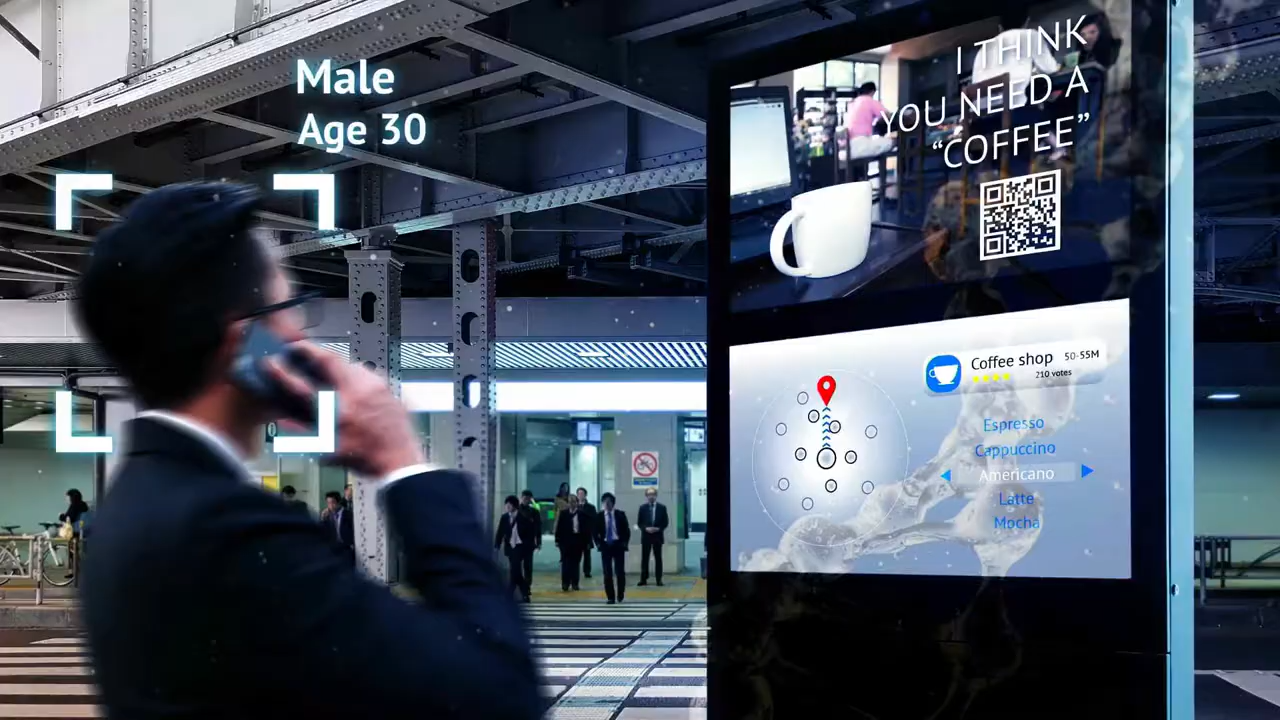 Male
Age 30
I THINK
YOU NEED A
“COFFEE”
Coffee shop 50-55M
210 votes
Espresso
Cappuccino
Americano
Latte
Mocha